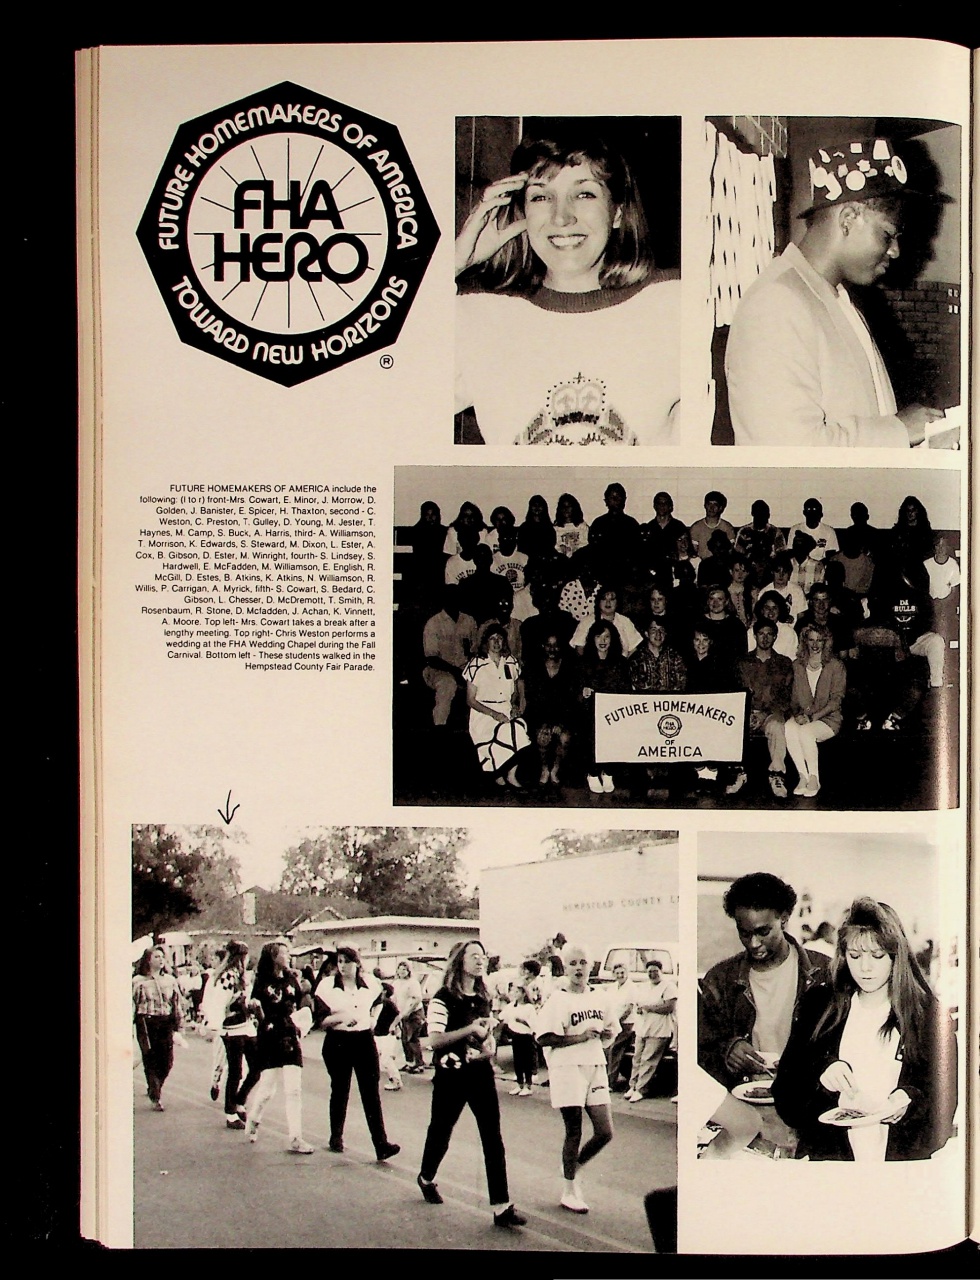 FUTURE HOMEMAKERS OF AMERICA
FHA
HERO
TOWARD NEW HORIZONS
®
FUTURE HOMEMAKERS OF AMERICA include the
following: (l to r) front-Mrs. Cowart, E. Minor, J. Morrow, D.
Golden, J. Banister, E. Spicer, H. Thaxton, second - C.
Weston, C. Preston, T. Gulley, D. Young, M. Jester, T.
Haynes, M. Camp, S. Buck, A. Harris, third- A. Williamson,
T. Morrison, K. Edwards, S. Steward, M. Dixon, L. Ester, A.
Cox, B. Gibson, D. Ester, M. Winright, fourth- S. Lindsey, S.
Hardwell, E. McFadden, M. Williamson, E. English, R.
McGill, D. Estes, B. Atkins, K. Atkins, N. Williamson, R.
Willis, P. Carrigan, A. Myrick, fifth- S. Cowart, S. Bedard, C.
Gibson, L. Chesser, D. McDremott, T. Smith, R.
Rosenbaum, R. Stone, D. Mcfadden, J. Achan, K. Vinnett,
A. Moore. Top left- Mrs. Cowart takes a break after a
lengthy meeting. Top right- Chris Weston performs a
wedding at the FHA Wedding Chapel during the Fall
Carnival. Bottom left - These students walked in the
Hempstead County Fair Parade.
DA
BULLS
FUTURE HOMEMAKERS
FHA
HERO
OF
AMERICA
HEMPSTEAD COUNTY
CHICAG